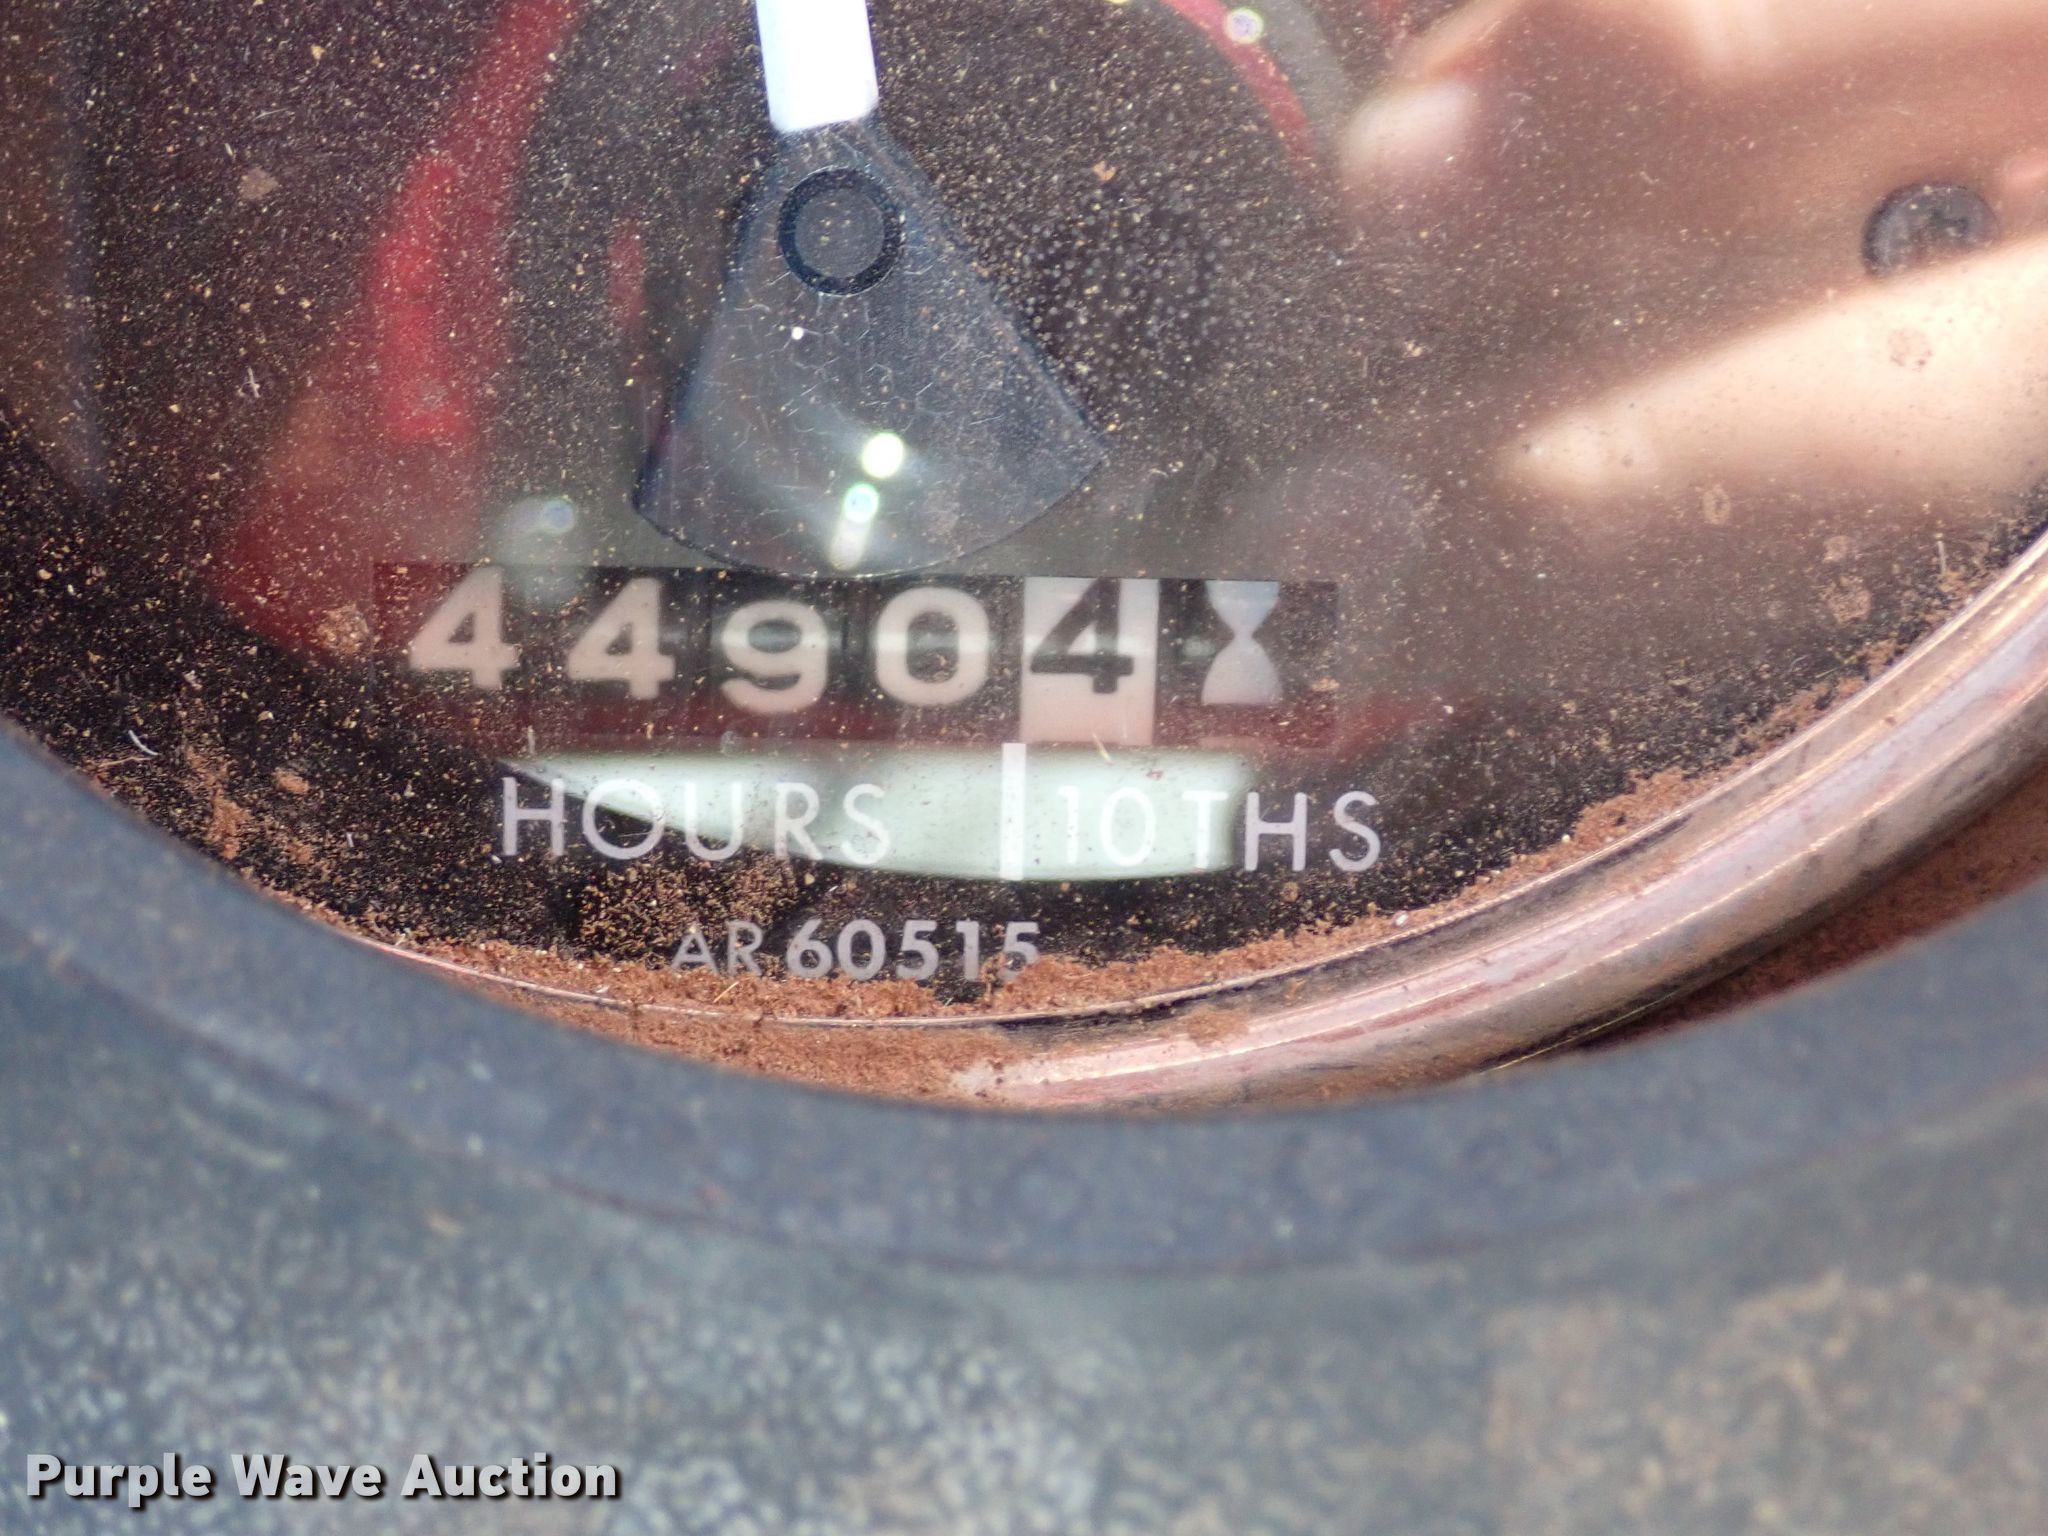 44904
HOURS | 10THS
AR60515
Purple Wave Auction